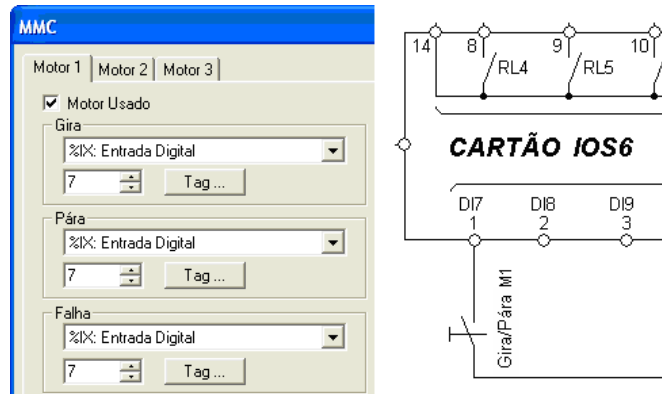 MMC
Motor 1 Motor 2 Motor 3
Motor Usado
Gira
%IX: Entrada Digital
7 Tag ...
Pára
%IX: Entrada Digital
7 Tag ...
Falha
%IX: Entrada Digital
7 Tag ...
14 8 9 10
RL4 RL5
CARTÃO IOS6
DI7 DI8 DI9
1 2 3
Gira/Pára M1